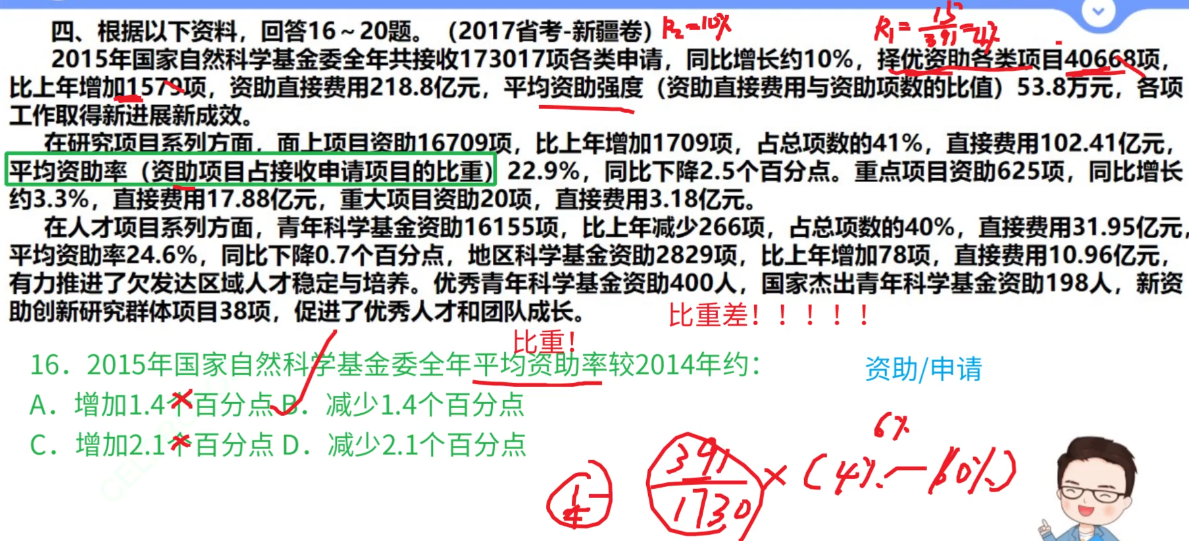 四、根据以下资料，回答16～20题。（2017省考-新疆卷） R₂=10% R₁=15/391=4%
2015年国家自然科学基金委全年共接收173017项各类申请，同比增长约10%，择优资助各类项目40668项，
比上年增加1579项，资助直接费用218.8亿元，平均资助强度（资助直接费用与资助项数的比值）53.8万元，各项
工作取得新进展新成效。
在研究项目系列方面，面上项目资助16709项，比上年增加1709项，占总项数的41%，直接费用102.41亿元，
平均资助率（资助项目占接收申请项目的比重）22.9%，同比下降2.5个百分点。重点项目资助625项，同比增长
约3.3%，直接费用17.88亿元，重大项目资助20项，直接费用3.18亿元。
在人才项目系列方面，青年科学基金资助16155项，比上年减少266项，占总项数的40%，直接费用31.95亿元，
平均资助率24.6%，同比下降0.7个百分点，地区科学基金资助2829项，比上年增加78项，直接费用10.96亿元，
有力推进了欠发达区域人才稳定与培养。优秀青年科学基金资助400人，国家杰出青年科学基金资助198人，新资
助创新研究群体项目38项，促进了优秀人才和团队成长。
比重差！！！！！
比重！
16．2015年国家自然科学基金委全年平均资助率较2014年约：
资助/申请
A．增加1.4个百分点 B．减少1.4个百分点
C．增加2.1个百分点 D．减少2.1个百分点
6%
1/4 391/1730×(4%-10%)